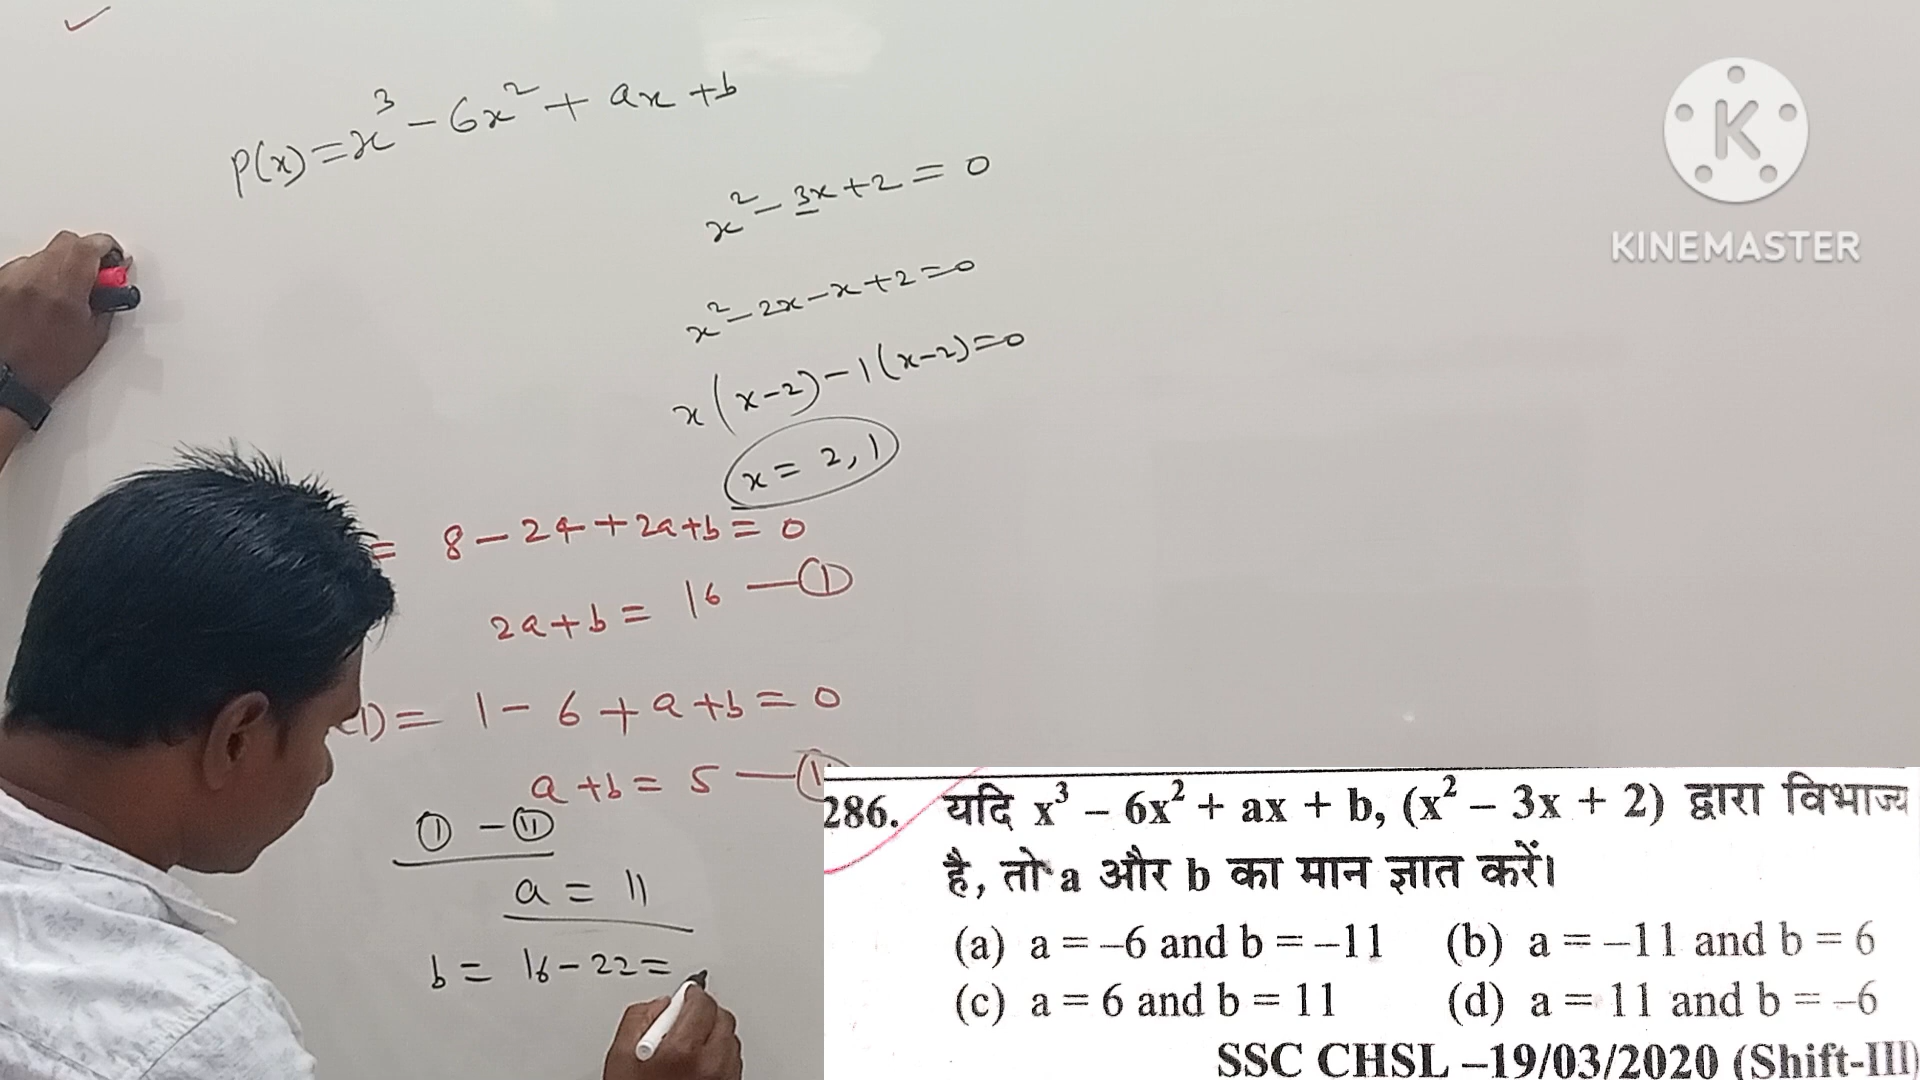 P(x) = x³ - 6x² + ax + b
x² - 3x + 2 = 0
x² - 2x - x + 2 = 0
x(x-2) - 1(x-2) = 0
x = 2, 1
= 8 - 24 + 2a + b = 0
2a + b = 16 — ①
(1) = 1 - 6 + a + b = 0
a + b = 5 —
① - ⑪
a = 11
b = 16 - 22 =
KINEMASTER
286. यदि x³ – 6x² + ax + b, (x² – 3x + 2) द्वारा विभाज्य
है, तो a और b का मान ज्ञात करें।
(a) a = –6 and b = –11 (b) a = –11 and b = 6
(c) a = 6 and b = 11 (d) a = 11 and b = –6
SSC CHSL –19/03/2020 (Shift-III)